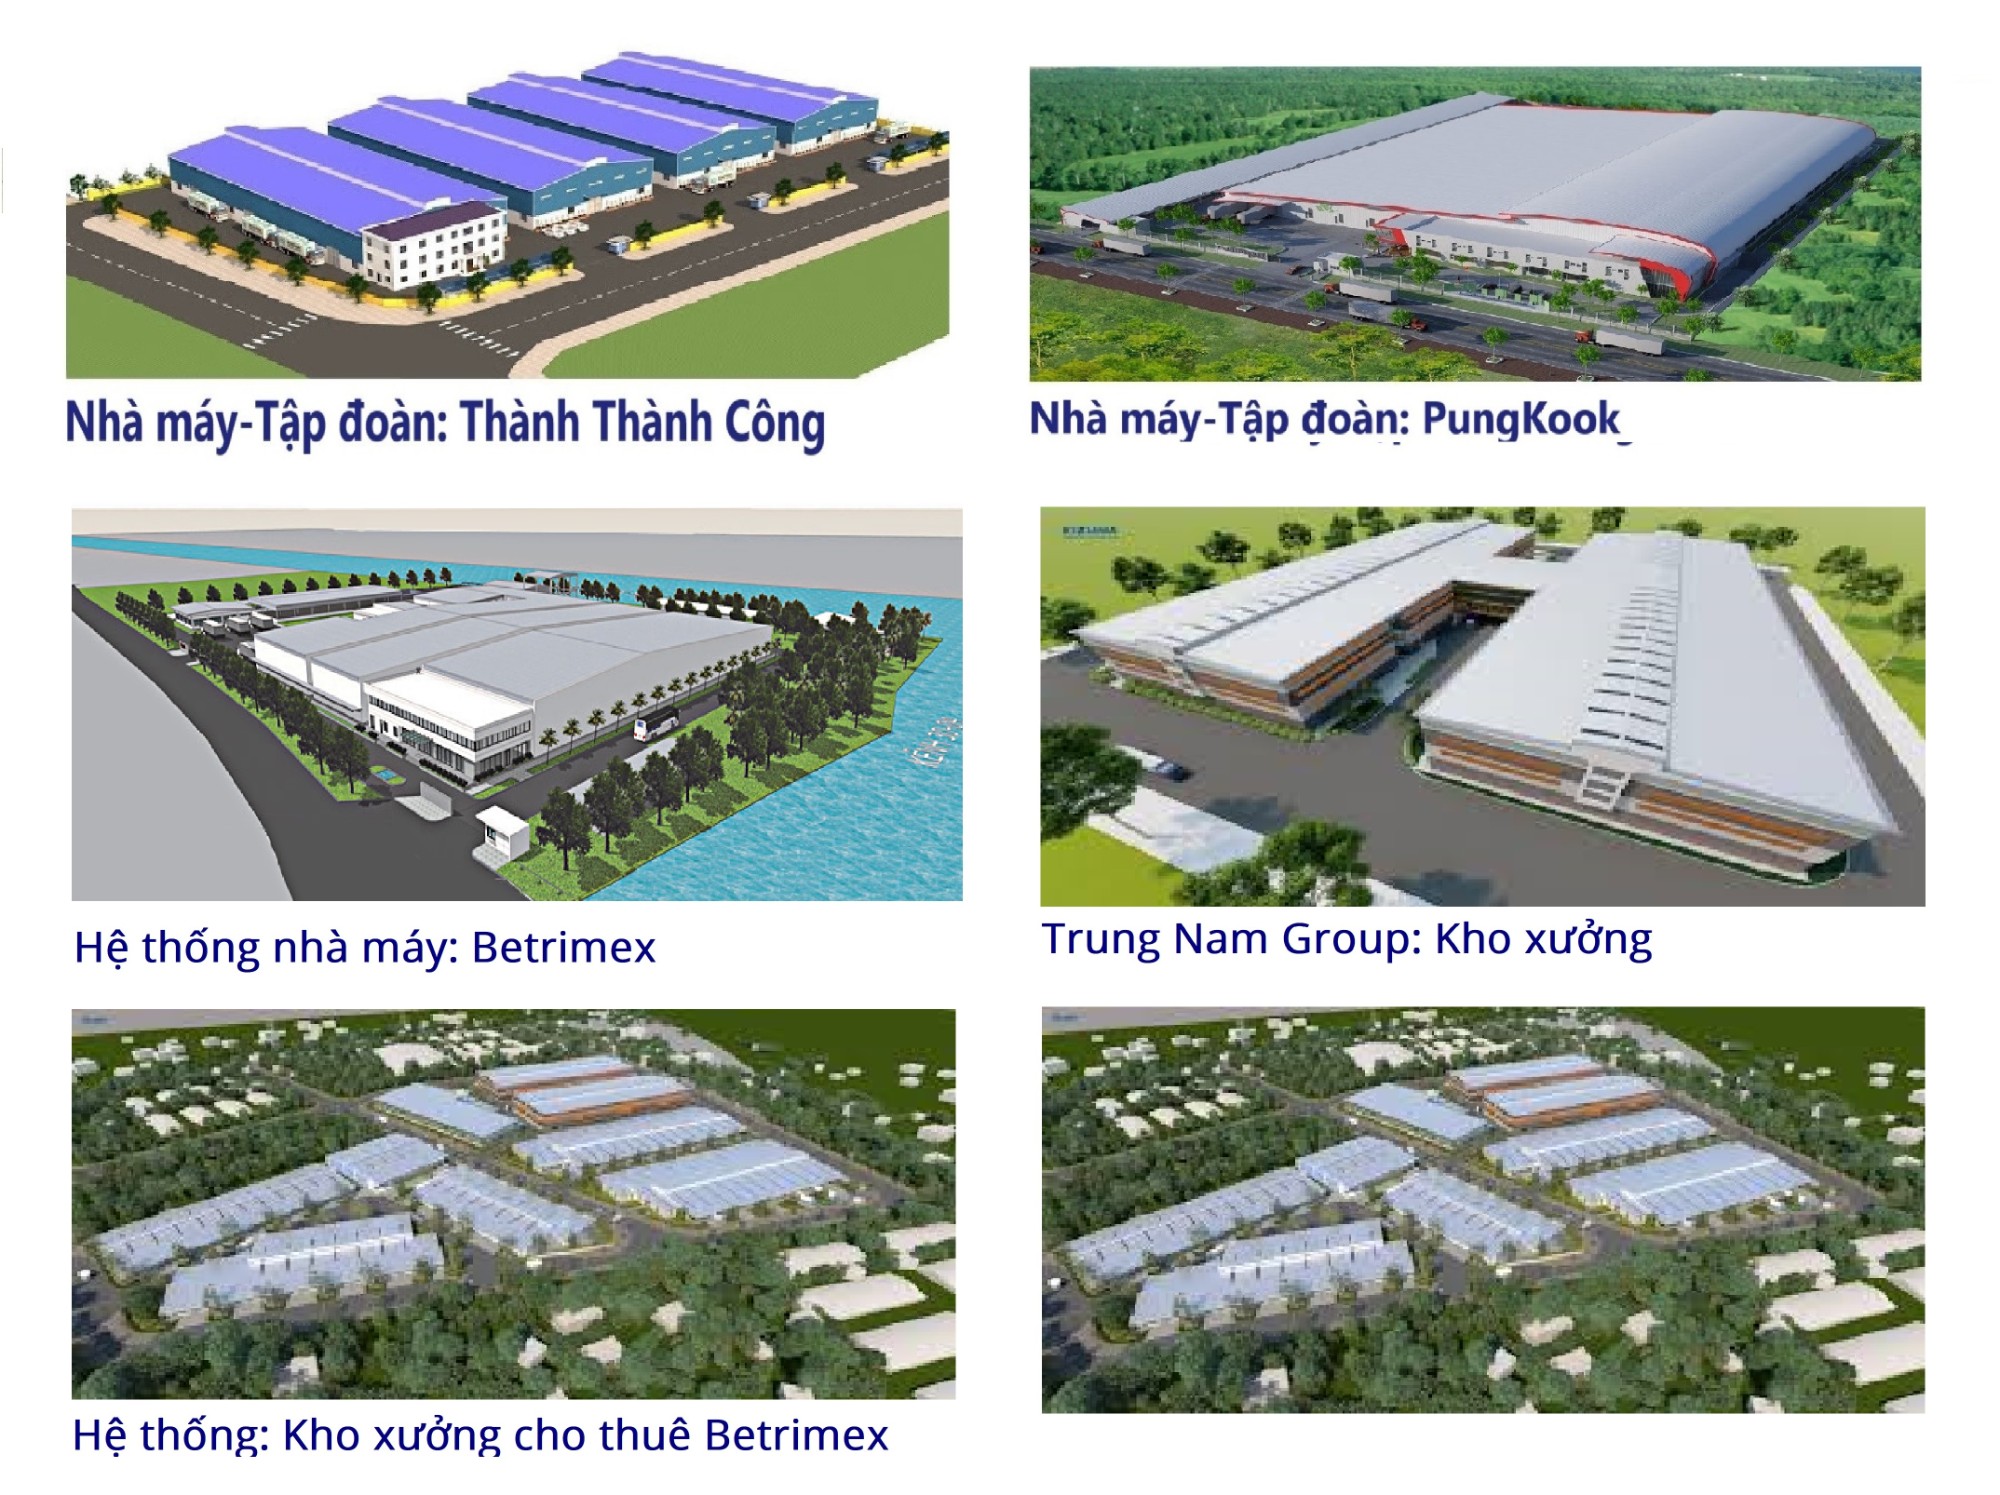 Nhà máy-Tập đoàn: Thành Thành Công
Nhà máy-Tập đoàn: PungKook
Hệ thống nhà máy: Betrimex
Trung Nam Group: Kho xưởng
Hệ thống: Kho xưởng cho thuê Betrimex